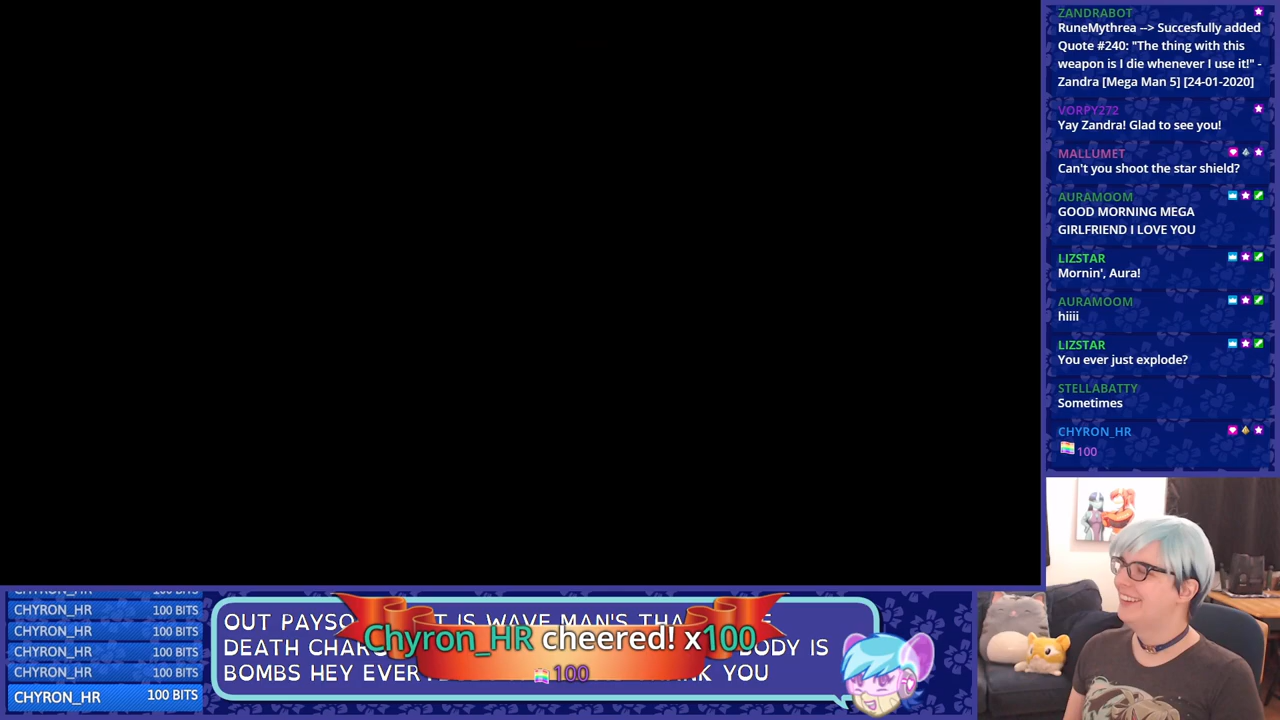 ZANDRABOT
RuneMythrea --> Succesfully added
Quote #240: "The thing with this
weapon is I die whenever I use it!" -
Zandra [Mega Man 5] [24-01-2020]
VORPY272
Yay Zandra! Glad to see you!
MALLUMET
Can't you shoot the star shield?
AURAMOOM
GOOD MORNING MEGA
GIRLFRIEND I LOVE YOU
LIZSTAR
Mornin', Aura!
AURAMOOM
hiiii
LIZSTAR
You ever just explode?
STELLABATTY
Sometimes
CHYRON_HR
100
CHYRON_HR 100 BITS
CHYRON_HR 100 BITS
CHYRON_HR 100 BITS
CHYRON_HR 100 BITS
CHYRON_HR 100 BITS
CHYRON_HR 100 BITS
OUT IS WAVE MAN'S
DEATH IS
BOMBS HEY YOU
Chyron_HR cheered! x100
100